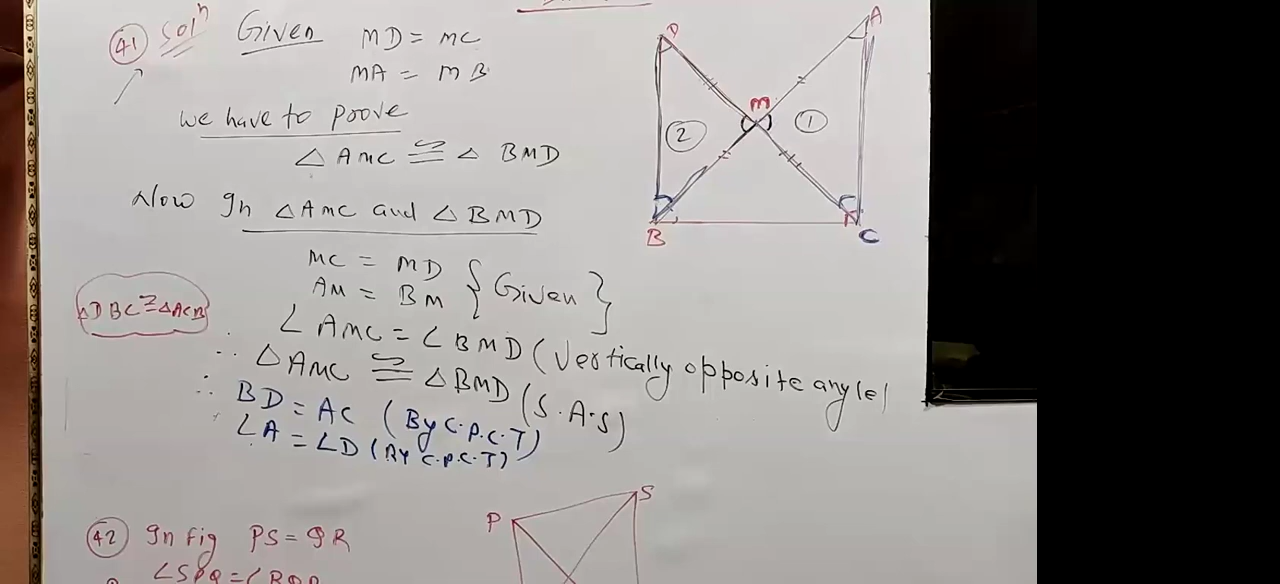 41 Solⁿ Given MD = MC
MA = MB
We have to prove
△ AMC ≅ △ BMD
Now In △AMC and △BMD
MC = MD
AM = BM { Given }
∠ AMC = ∠ BMD (Vertically opposite angle)
∴ △AMC ≅ △BMD (S.A.S)
∴ BD = AC (By C.P.C.T)
∠A = ∠D (By C.P.C.T)
△DBC ≅ △ACB
D
A
M
2
1
B
C
42 In fig PS = QR
P
S